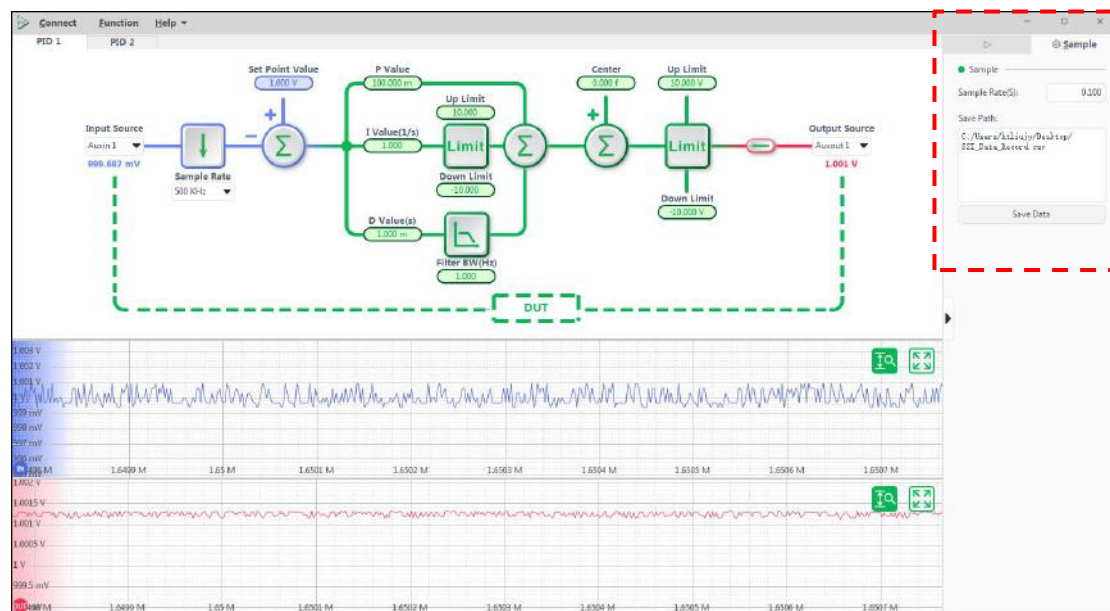 Connect Function Help
PID 1 PID 2
Sample
Sample
Sample Rate(S): 0.100
Save Path:
SSI_Data_Record
Save Data
Set Point Value
1.000 V
P Value
100.000 m
Center
0.000 f
Up Limit
10.000 V
Up Limit
10.000
Input Source
Auxin 1
999.687 mV
I Value(1/s)
1.000
Limit
Limit
Output Source
Auxout 1
1.001 V
Sample Rate
500 KHz
Down Limit
-10.000
Down Limit
-10.000 V
D Value(s)
1.000 m
Filter BW(Hz)
1.000
DUT
1.003 V
1.002 V
1.001 V
1 V
999 mV
998 mV
997 mV
1.6499 M 1.65 M 1.6501 M 1.6502 M 1.6503 M 1.6504 M 1.6505 M 1.6506 M 1.6507 M
1.002 V
1.0015 V
1.001 V
1.0005 V
1 V
999.5 mV
1.6499 M 1.65 M 1.6501 M 1.6502 M 1.6503 M 1.6504 M 1.6505 M 1.6506 M 1.6507 M